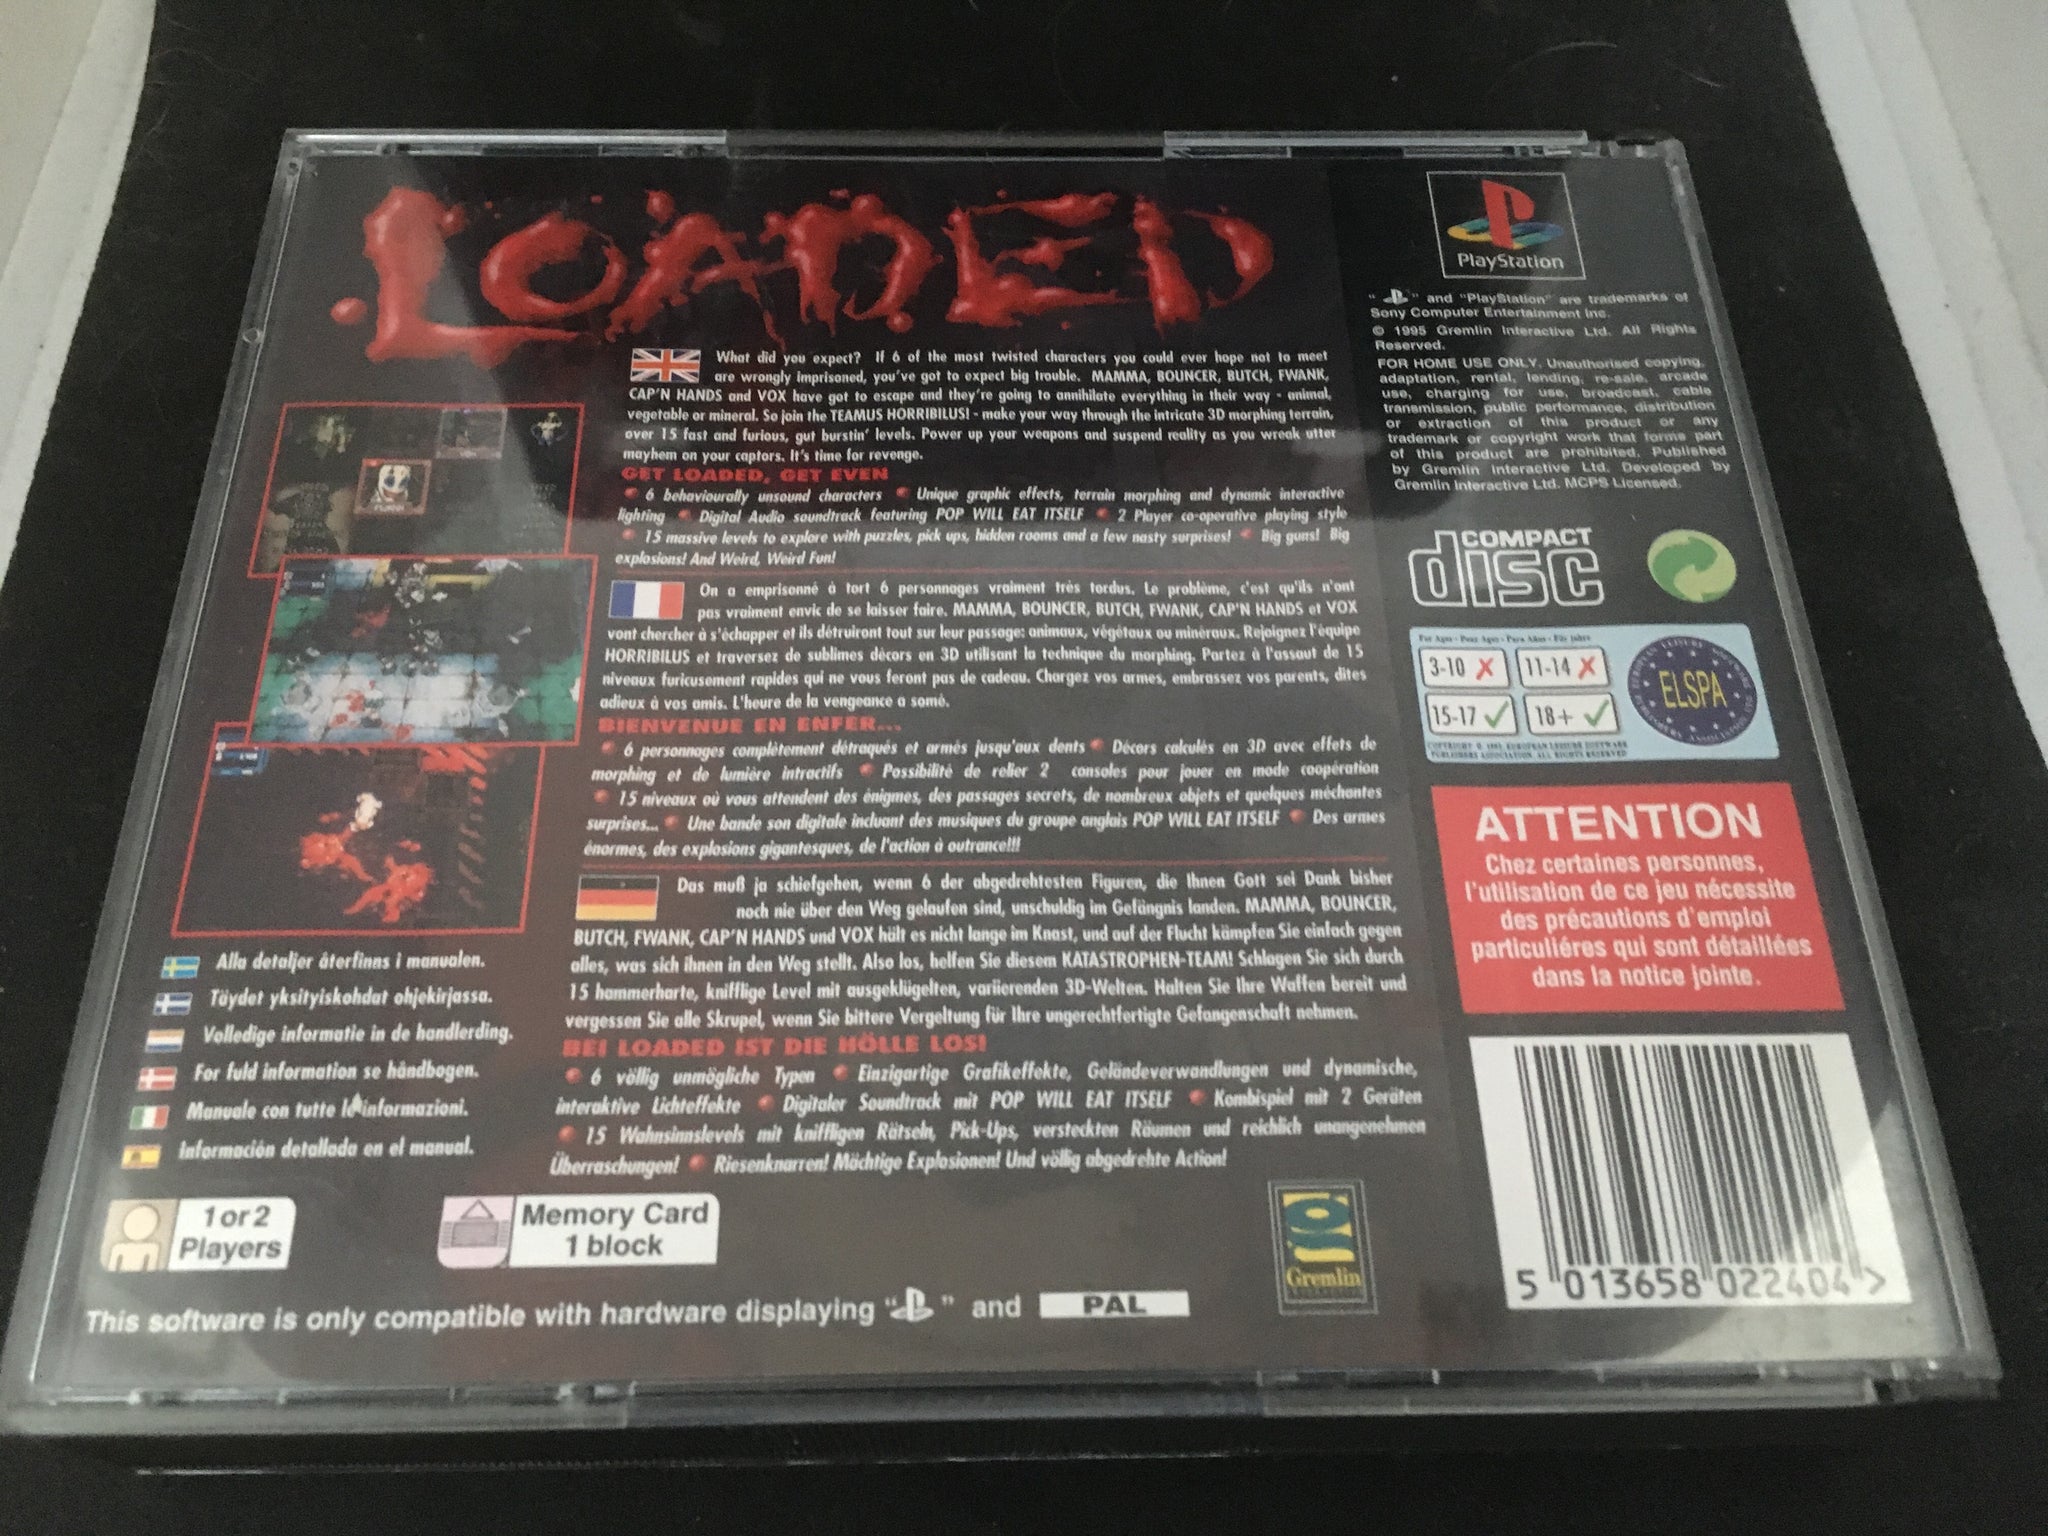 LOADED
What did you expect? If 6 of the most twisted characters you could ever hope not to meet
are wrongly imprisoned, you've got to expect big trouble. MAMMA, BOUNCER, BUTCH, FWANK,
CAP'N HANDS and VOX have got to escape and they're going to annihilate everything in their way - animal,
vegetable or mineral. So join the TEAMUS HORRIBILUS! - make your way through the intricate 3D morphing terrain,
over 15 fast and furious, gut burstin' levels. Power up your weapons and suspend reality as you wreak utter
mayhem on your captors. It's time for revenge.
GET LOADED, GET EVEN
6 behaviourally unsound characters Unique graphic effects, terrain morphing and dynamic interactive
lighting Digital Audio soundtrack featuring POP WILL EAT ITSELF 2 Player co-operative playing style
15 massive levels to explore with puzzles, pick ups, hidden rooms and a few nasty surprises! Big guns! Big
explosions! And Weird, Weird Fun!
On a emprisonné à tort 6 personnages vraiment très tordus. Le problème, c'est qu'ils n'ont
pas vraiment envic de se laisser faire. MAMMA, BOUNCER, BUTCH, FWANK, CAP'N HANDS et VOX
vont chercher à s'échapper et ils détruiront tout sur leur passage: animaux, végétaux ou minéraux. Rejoignez l'équipe
HORRIBILUS et traversez de sublimes décors en 3D utilisant la technique du morphing. Partez à l'assaut de 15
niveaux furicusement rapides qui ne vous feront pas de cadeau. Chargez vos armes, embrassez vos parents, dites
adieux à vos amis. L'heure de la vengeance a somé.
BIENVENUE EN ENFER...
6 personnages complètement détraqués et armés jusqu'aux dents Décors calculés en 3D avec effets de
morphing et de lumière intractifs Possibilité de relier 2 consoles pour jouer en mode coopération
15 niveaux où vous attendent des énigmes, des passages secrets, de nombreux objets et quelques méchantes
surprises... Une bande son digitale incluant des musiques du groupe anglais POP WILL EAT ITSELF Des armes
énormes, des explosions gigantesques, de l'action à outrance!!!
Das muß ja schiefgehen, wenn 6 der abgedrehtesten Figuren, die Ihnen Gott sei Dank bisher
noch nie über den Weg gelaufen sind, unschuldig im Gefängnis landen. MAMMA, BOUNCER,
BUTCH, FWANK, CAP'N HANDS und VOX hält es nicht lange im Knast, und auf der Flucht kämpfen Sie einfach gegen
alles, was sich ihnen in den Weg stellt. Also los, helfen Sie diesem KATASTROPHEN-TEAM! Schlagen Sie sich durch
15 hammerharte, knifflige Level mit ausgeklügelten, variierenden 3D-Welten. Halten Sie Ihre Waffen bereit und
vergessen Sie alle Skrupel, wenn Sie bittere Vergeltung für Ihre ungerechtfertigte Gefangenschaft nehmen.
BEI LOADED IST DIE HÖLLE LOS!
6 völlig unmögliche Typen Einzigartige Grafikeffekte, Geländeverwandlungen und dynamische,
interaktive Lichteffekte Digitaler Soundtrack mit POP WILL EAT ITSELF Kombispiel mit 2 Geräten
15 Wahnsinnslevels mit kniffligen Rätseln, Pick-Ups, versteckten Räumen und reichlich unangenehmen
Überraschungen! Riesenknarren! Mächtige Explosionen! Und völlig abgedrehte Action!
Alla detaljer återfinns i manualen.
Töydet yksityiskohdat ohjekirjassa.
Volledige informatie in de handlerding.
For fuld information se håndbogen.
Manuale con tutte le informazioni.
Información detallada en el manual.
1 or 2
Players
Memory Card
1 block
This software is only compatible with hardware displaying " " and PAL
Gremlin
PlayStation
" " and "PlayStation" are trademarks of
Sony Computer Entertainment Inc.
© 1995 Gremlin Interactive Ltd. All Rights
Reserved.
FOR HOME USE ONLY. Unauthorised copying,
adaptation, rental, lending, re-sale, arcade
use, charging for use, broadcast, cable
transmission, public performance, distribution
or extraction of this product or any
trademark or copyright work that forms part
of this product are prohibited. Published
by Gremlin Interactive Ltd. Developed by
Gremlin Interactive Ltd. MCPS Licensed.
COMPACT
disc
For Ages - Pour Ages - Para Años - Für Jahre
3-10 ✗ 11-14 ✗
15-17 ✓ 18+ ✓
ELSPA
COPYRIGHT © EUROPEAN LEISURE SOFTWARE
PUBLISHERS ASSOCIATION. ALL RIGHTS RESERVED
ATTENTION
Chez certaines personnes,
l'utilisation de ce jeu nécessite
des précautions d'emploi
particuliéres qui sont détaillées
dans la notice jointe.
5 013658 022404 >